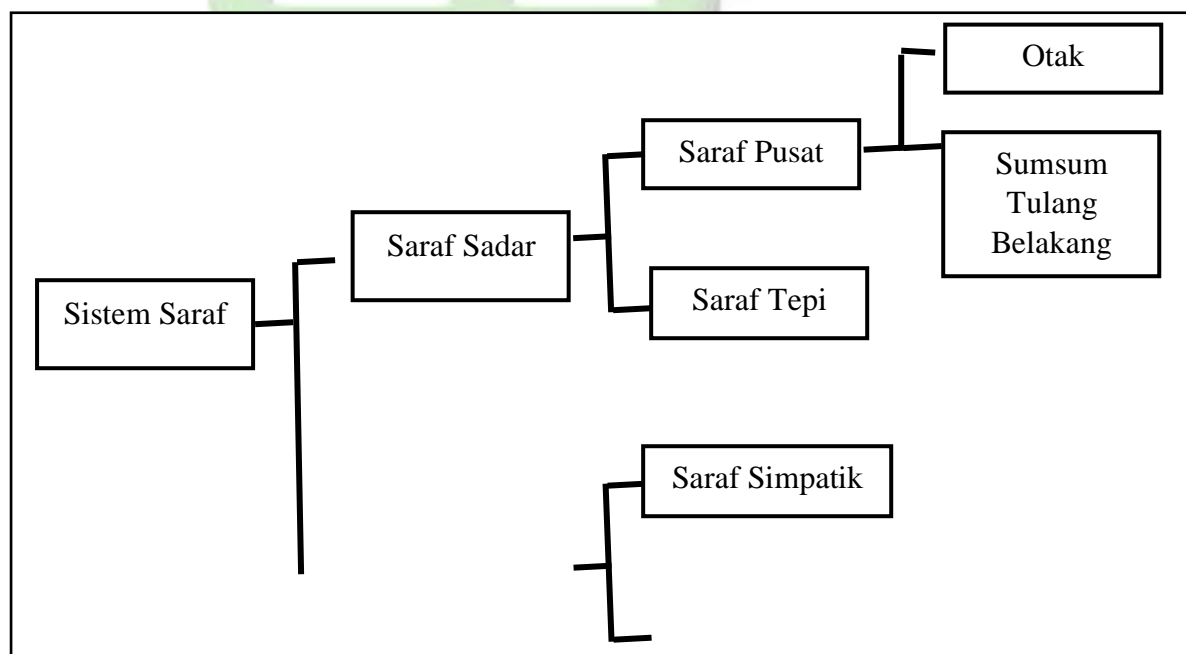 Otak
Saraf Pusat
Sumsum
Tulang
Belakang
Saraf Sadar
Saraf Tepi
Sistem Saraf
Saraf Simpatik